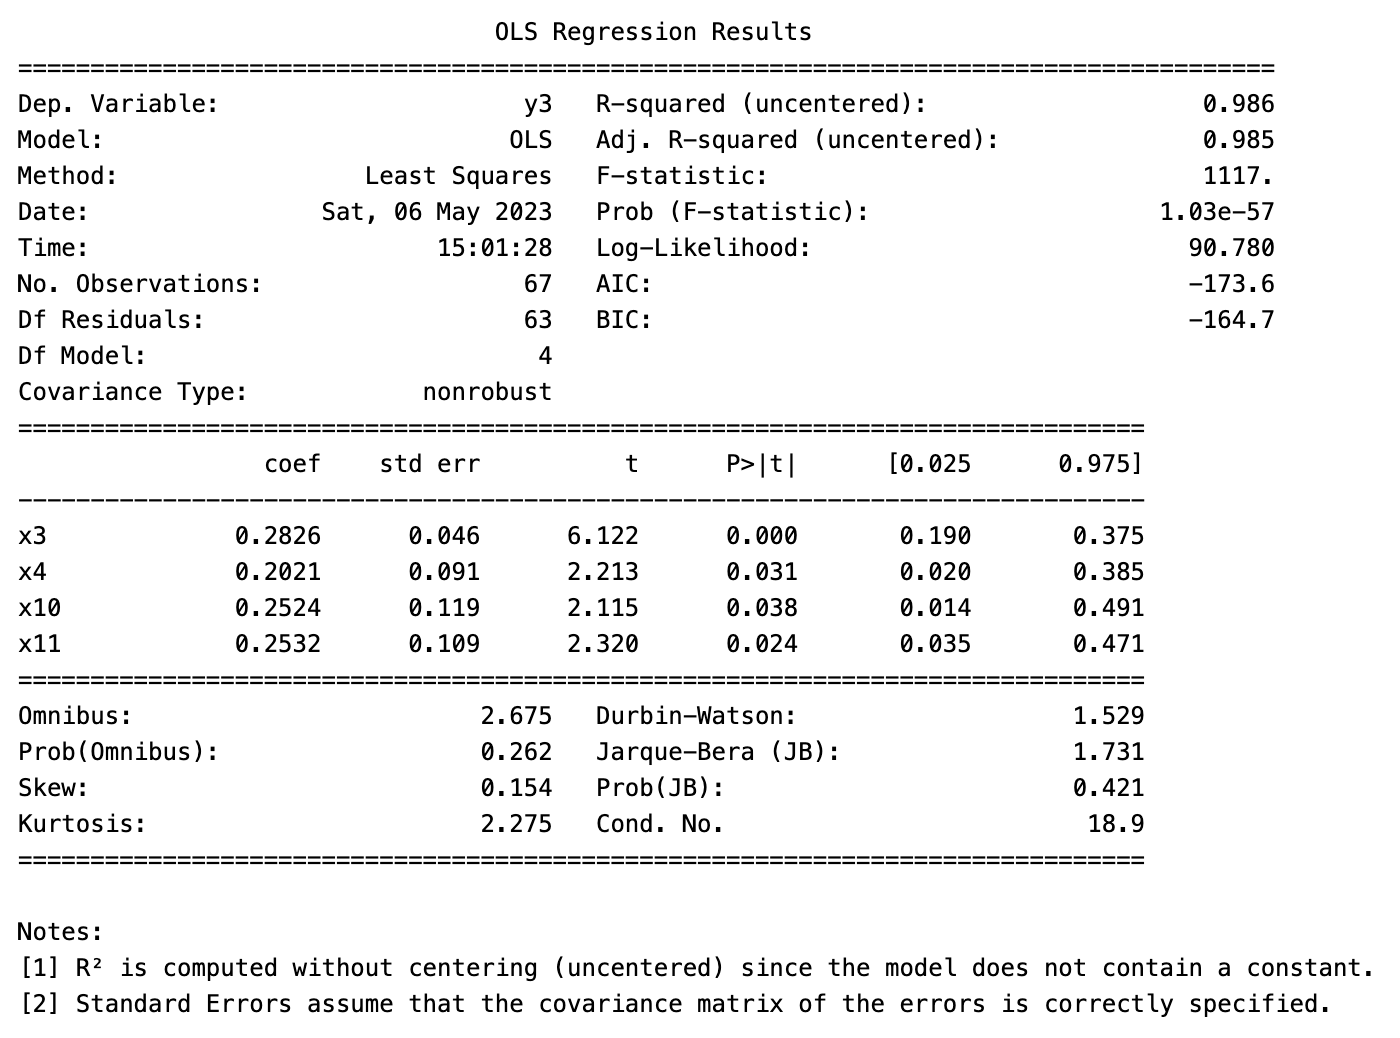 OLS Regression Results
==============================================================================
Dep. Variable: y3 R-squared (uncentered): 0.986
Model: OLS Adj. R-squared (uncentered): 0.985
Method: Least Squares F-statistic: 1117.
Date: Sat, 06 May 2023 Prob (F-statistic): 1.03e-57
Time: 15:01:28 Log-Likelihood: 90.780
No. Observations: 67 AIC: -173.6
Df Residuals: 63 BIC: -164.7
Df Model: 4
Covariance Type: nonrobust
==============================================================================
coef std err t P>|t| [0.025 0.975]
------------------------------------------------------------------------------
x3 0.2826 0.046 6.122 0.000 0.190 0.375
x4 0.2021 0.091 2.213 0.031 0.020 0.385
x10 0.2524 0.119 2.115 0.038 0.014 0.491
x11 0.2532 0.109 2.320 0.024 0.035 0.471
==============================================================================
Omnibus: 2.675 Durbin-Watson: 1.529
Prob(Omnibus): 0.262 Jarque-Bera (JB): 1.731
Skew: 0.154 Prob(JB): 0.421
Kurtosis: 2.275 Cond. No. 18.9
==============================================================================
Notes:
[1] R² is computed without centering (uncentered) since the model does not contain a constant.
[2] Standard Errors assume that the covariance matrix of the errors is correctly specified.